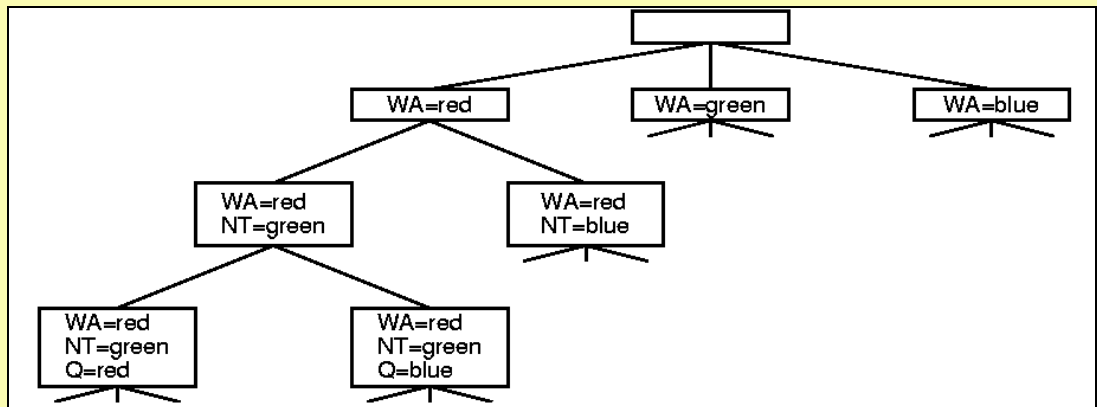 WA=red
WA=green
WA=blue
WA=red
NT=green
WA=red
NT=blue
WA=red
NT=green
Q=red
WA=red
NT=green
Q=blue